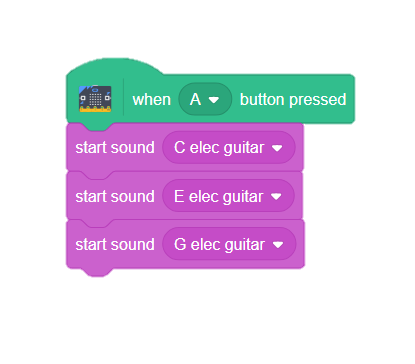 when A button pressed
start sound C elec guitar
start sound E elec guitar
start sound G elec guitar